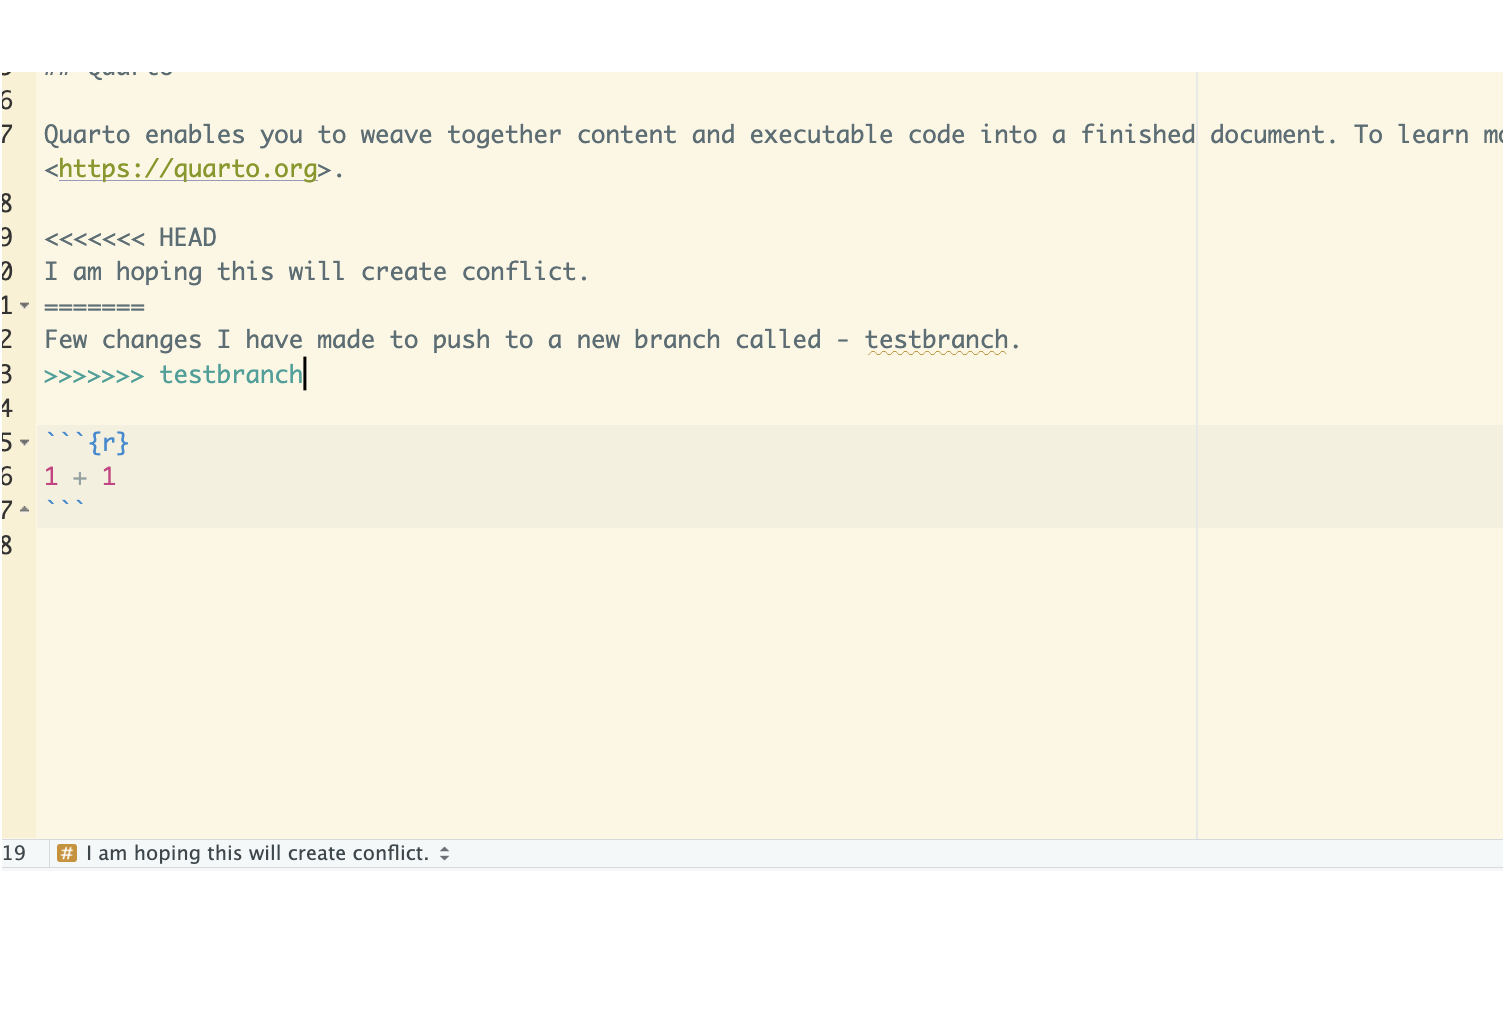 ## Quarto
6
7 Quarto enables you to weave together content and executable code into a finished document. To learn
<https://quarto.org>.
8
9 <<<<<<< HEAD
0 I am hoping this will create conflict.
1 =======
2 Few changes I have made to push to a new branch called - testbranch.
3 >>>>>>> testbranch
4
5 ```{r}
6 1 + 1
7 ```
8
19 # I am hoping this will create conflict.